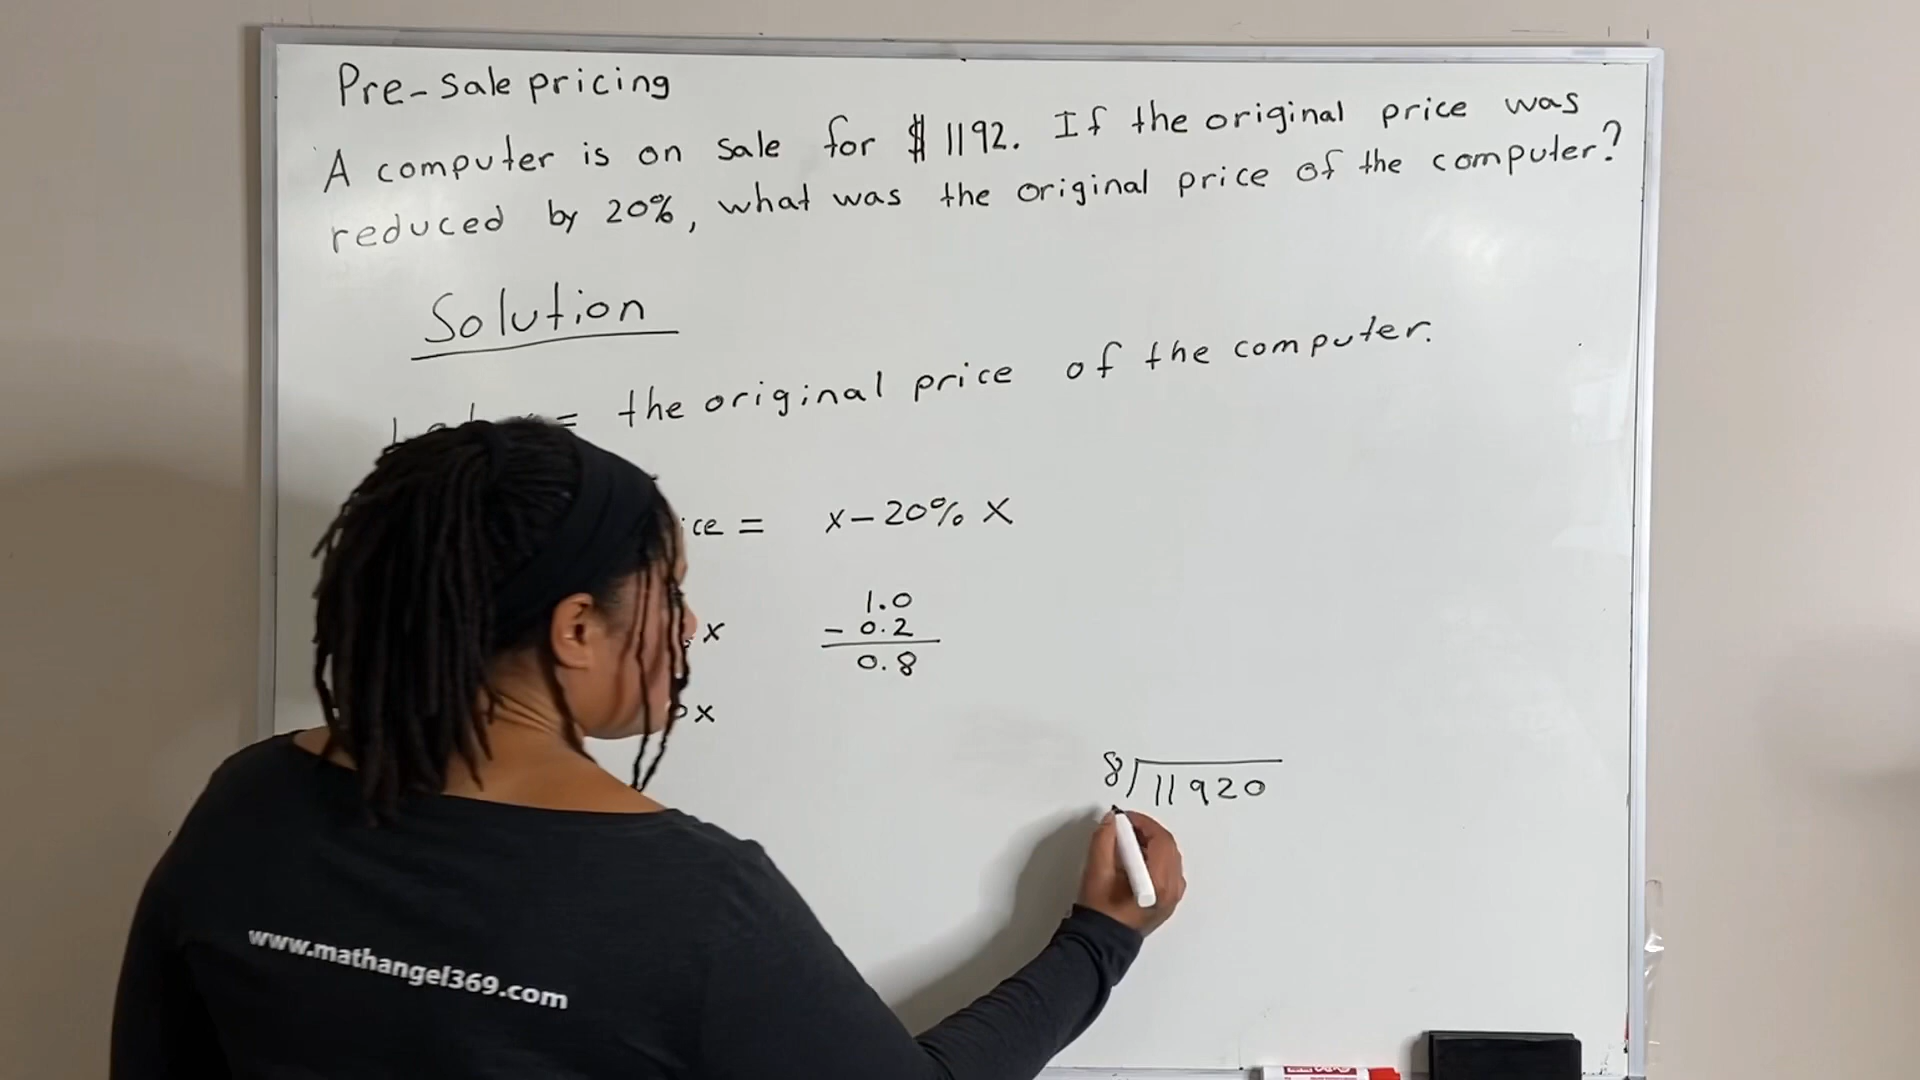 Pre-sale pricing
A computer is on sale for $1192. If the original price was
reduced by 20%, what was the original price of the computer?
Solution
= the original price of the computer.
ice = x-20% x
x
x
1.0
- 0.2
0.8
8 11920
www.mathangel369.com